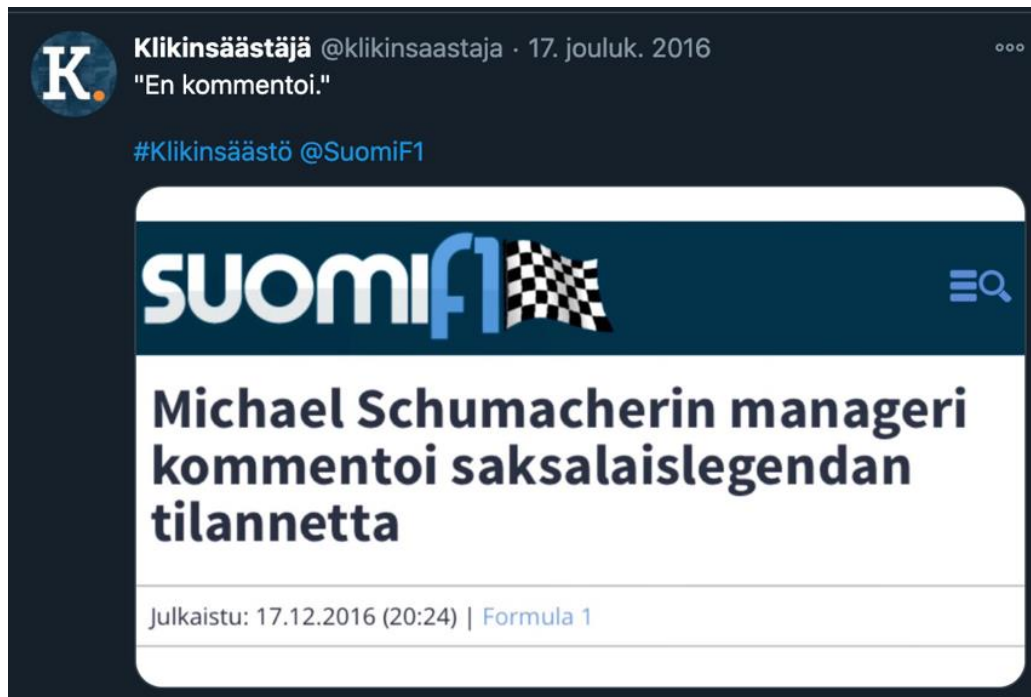 Klikinsäästäjä @klikinsaastaja · 17. jouluk. 2016
"En kommentoi."
#Klikinsäästö @SuomiF1
suomif1
Michael Schumacherin manageri
kommentoi saksalaislegendan
tilannetta
Julkaistu: 17.12.2016 (20:24) | Formula 1
K.